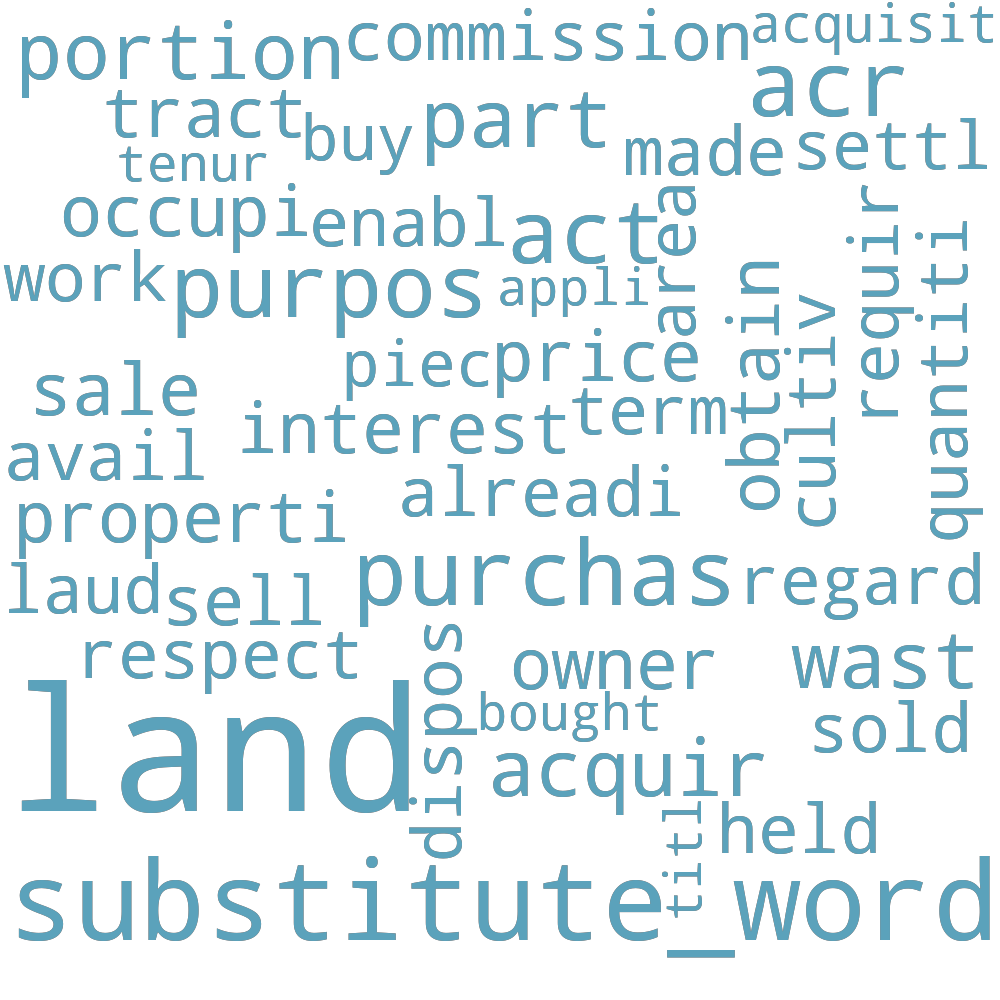 portion commission acquisit
tract buy part acr
tenur made settl
occupi enabl act area requir
work purpos appli obtain quantiti
sale piec price cultiv
avail interest term
properti alreadi
laud sell purchas regard
respect dispos owner wast
land bought sold
acquir titl held
substitute_word